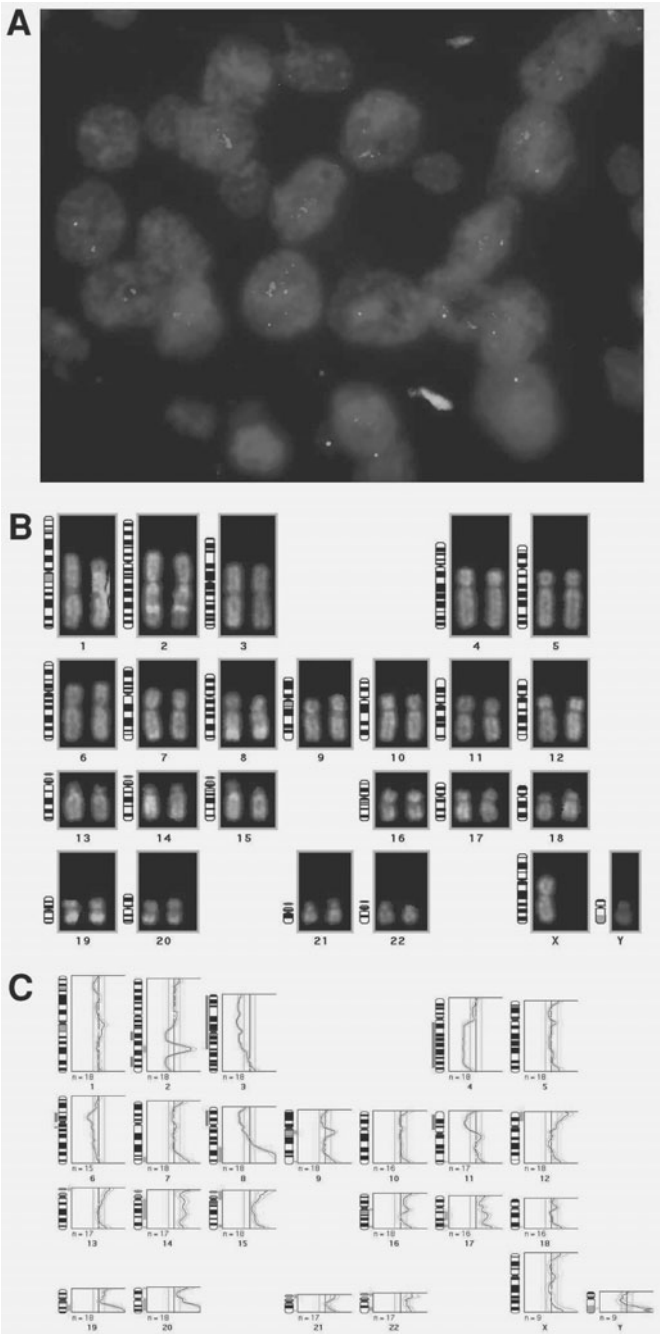 A
B
1 2 3 4 5
6 7 8 9 10 11 12
13 14 15 16 17 18
19 20 21 22 X Y
C
n=18 n=18 n=18 n=18 n=18
1 2 3 4 5
n=15 n=18 n=18 n=18 n=16 n=17 n=18
6 7 8 9 10 11 12
n=17 n=17 n=18 n=18 n=16 n=16
13 14 15 16 17 18
n=18 n=18 n=17 n=17 n=9 n=9
19 20 21 22 X Y